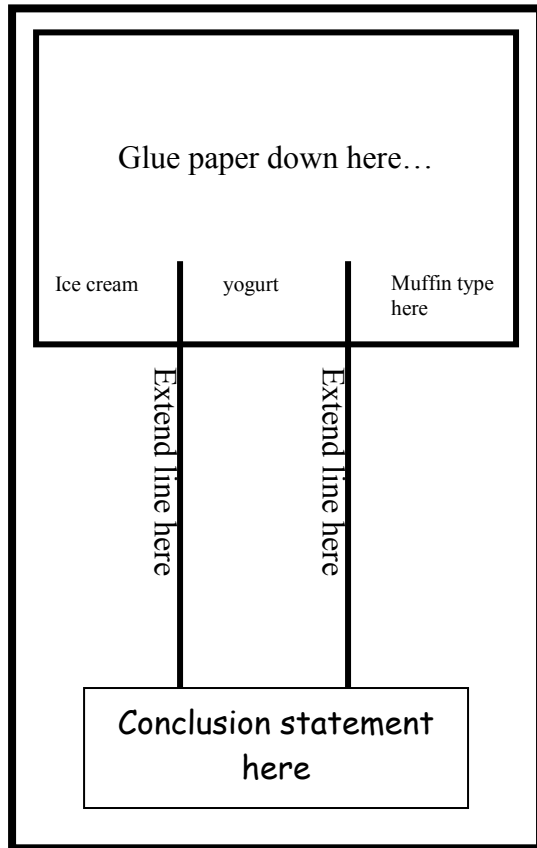 Glue paper down here…
Ice cream
yogurt
Muffin type
here
Extend line here
Extend line here
Conclusion statement
here